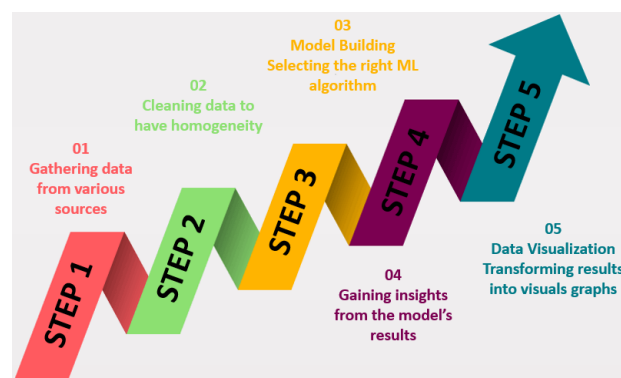 01
Gathering data
from various
sources
02
Cleaning data to
have homogeneity
03
Model Building
Selecting the right ML
algorithm
04
Gaining insights
from the model's
results
05
Data Visualization
Transforming results
into visuals graphs
STEP 1
STEP 2
STEP 3
STEP 4
STEP 5